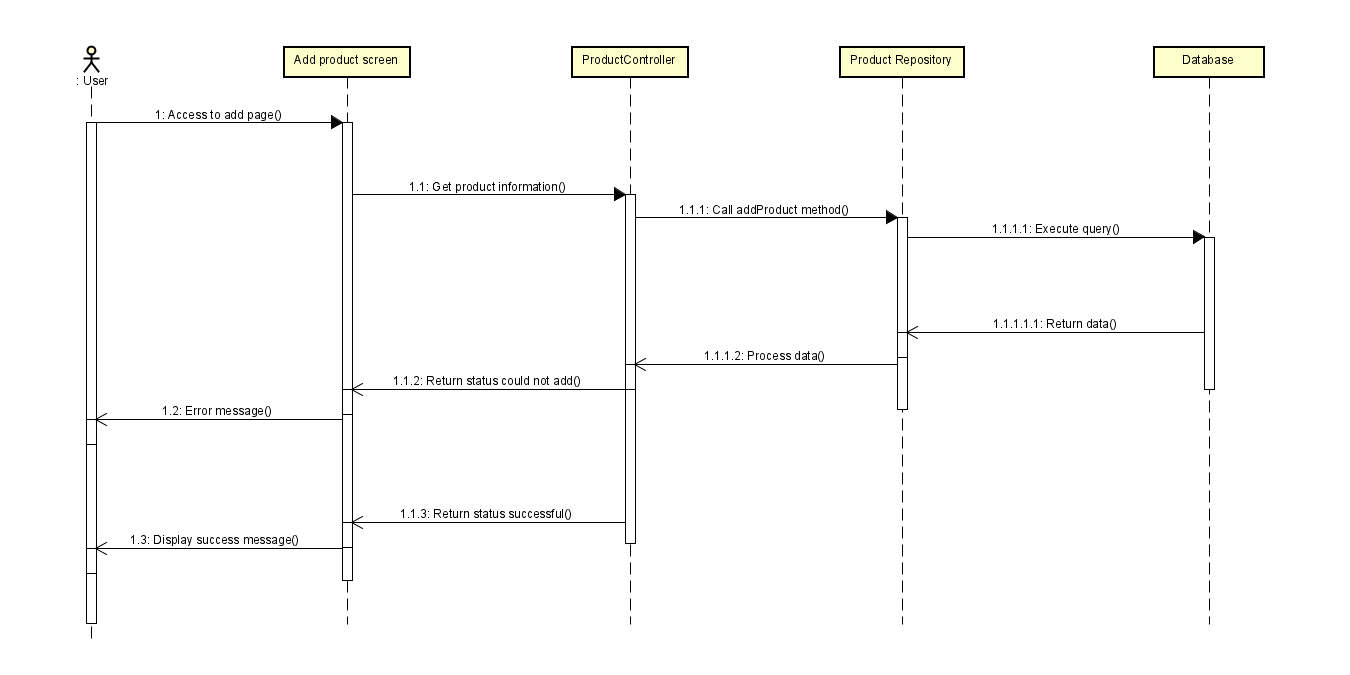 : User
Add product screen
ProductController
Product Repository
Database
1: Access to add page()
1.1: Get product information()
1.1.1: Call addProduct method()
1.1.1.1: Execute query()
1.1.1.1.1: Return data()
1.1.1.2: Process data()
1.1.2: Return status could not add()
1.2: Error message()
1.1.3: Return status successful()
1.3: Display success message()